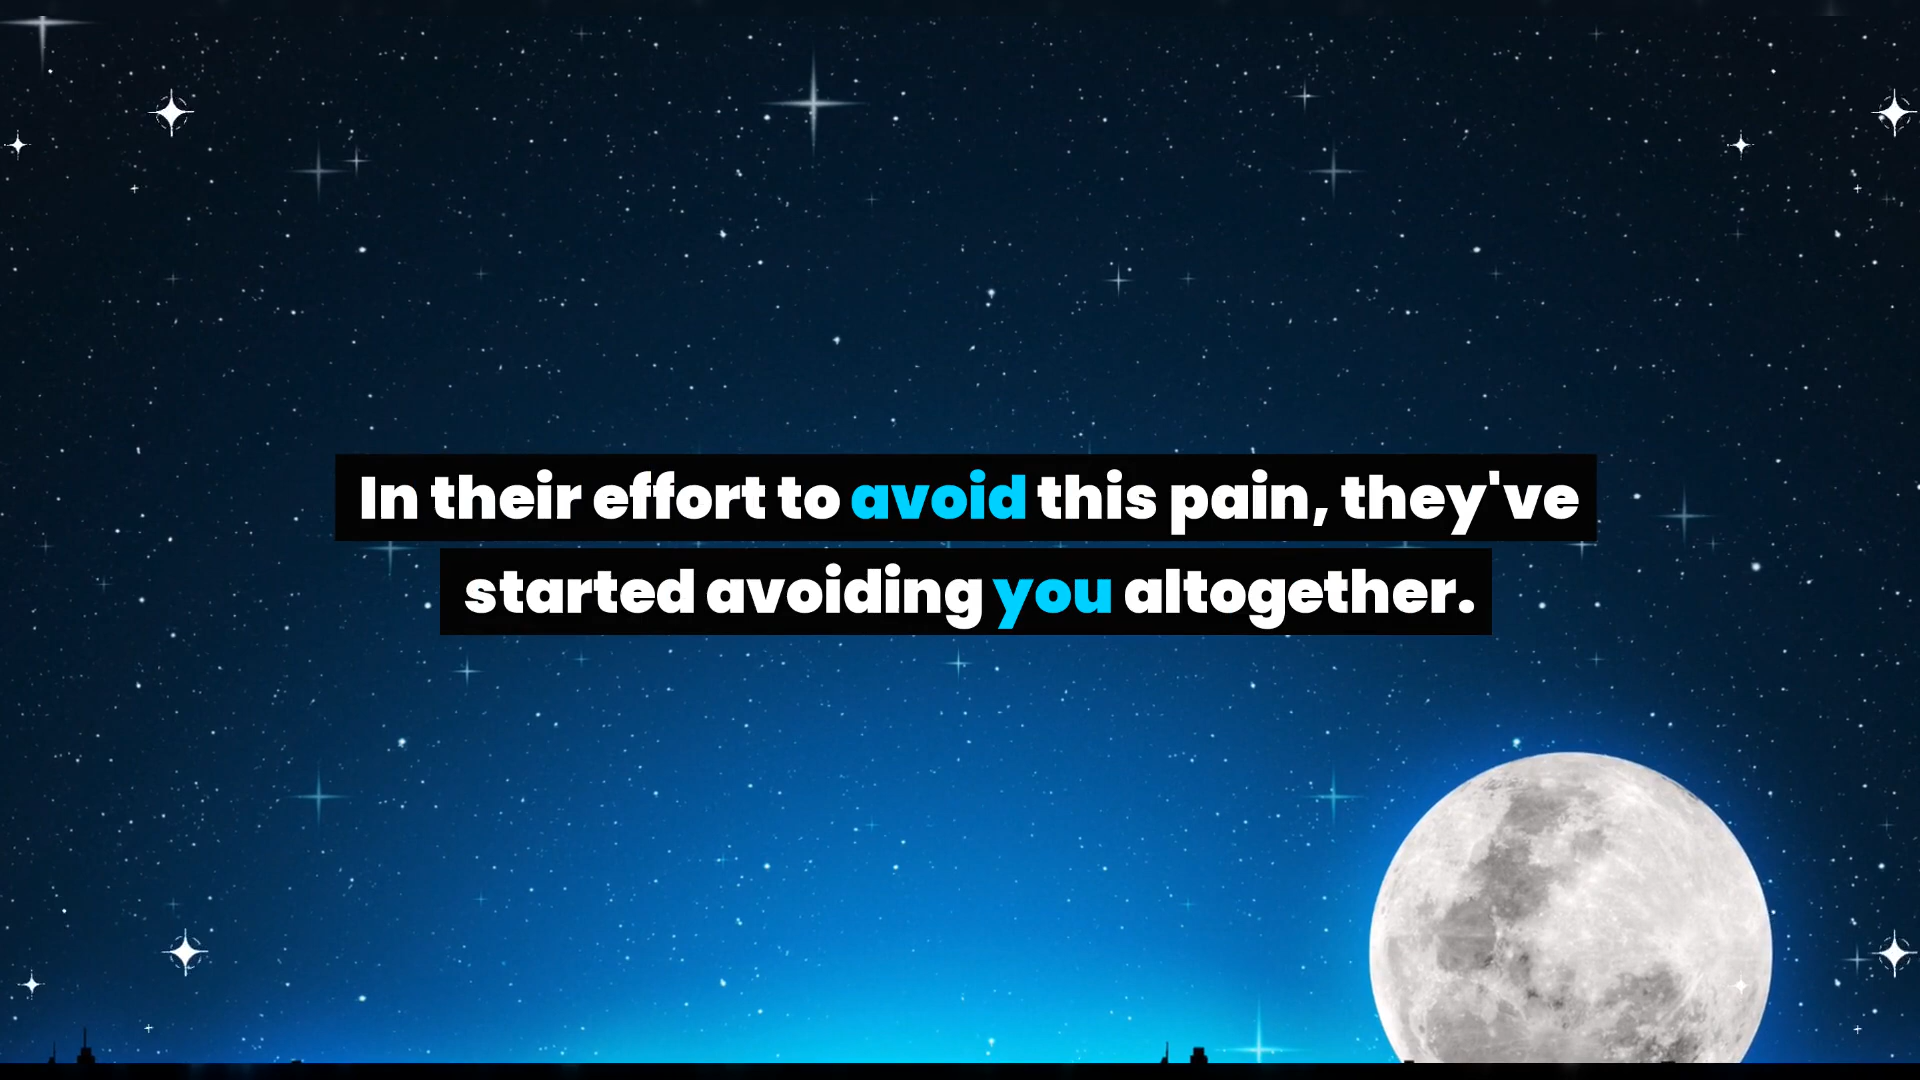 In their effort to avoid this pain, they've
started avoiding you altogether.